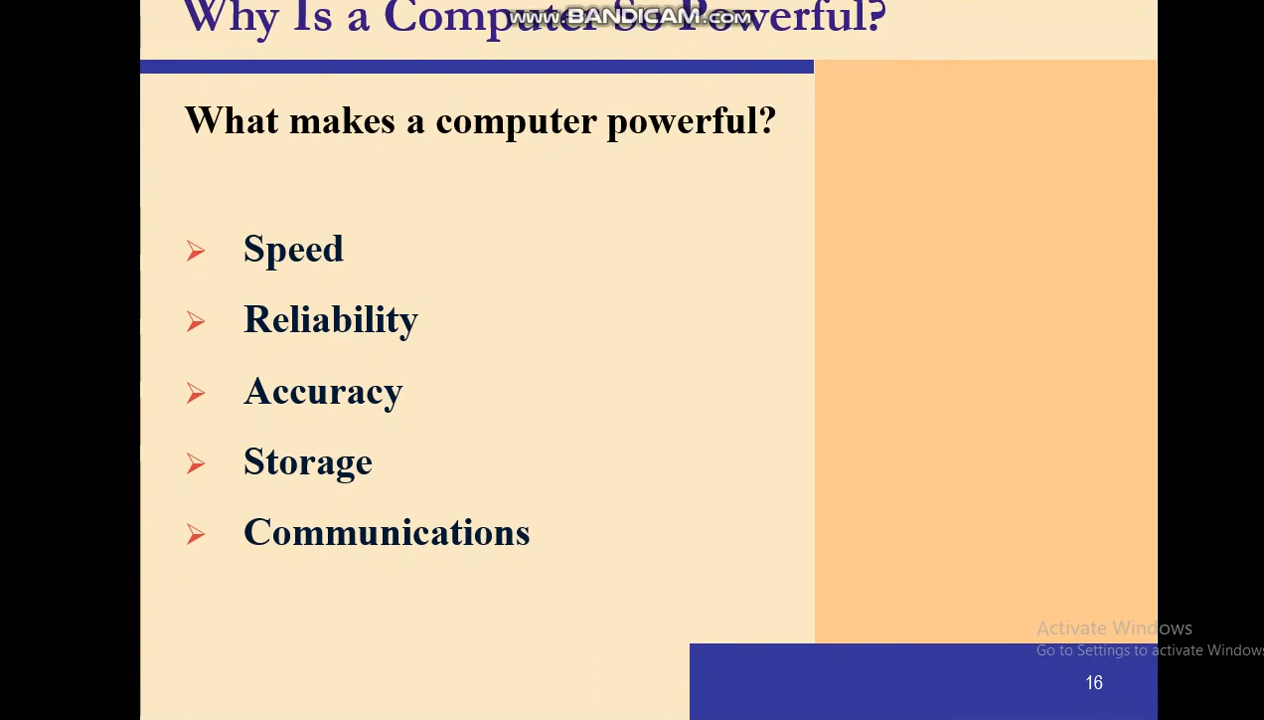 Why Is a Computer So Powerful?
www.BANDICAM.com
What makes a computer powerful?
Speed
Reliability
Accuracy
Storage
Communications
Activate Windows
Go to Settings to activate Windows
16